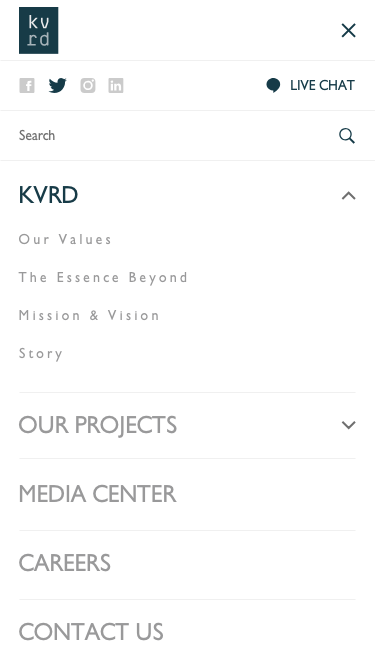 kv
rd
LIVE CHAT
Search
KVRD
Our Values
The Essence Beyond
Mission & Vision
Story
OUR PROJECTS
MEDIA CENTER
CAREERS
CONTACT US